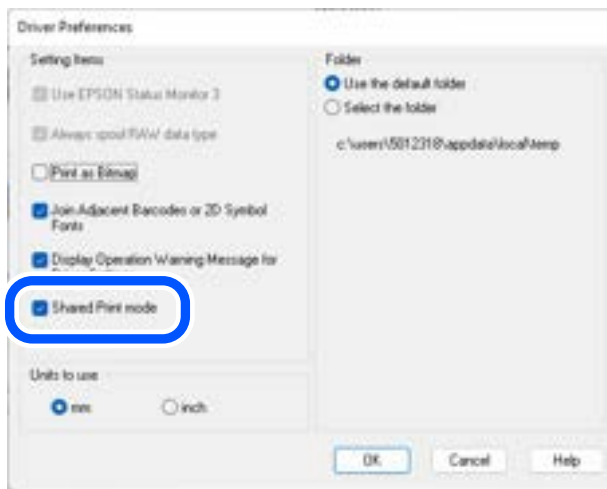 Driver Preferences
Setting Items
Use EPSON Status Monitor 3
Always spool RAW data type
Print as Bitmap
Join Adjacent Barcodes or 2D Symbol
Fonts
Display Operation Warning Message for
Shared Print mode
Units to use
mm
inch
Folder
Use the default folder
Select the folder
c:\users\5012318\appdata\local\temp
OK
Cancel
Help